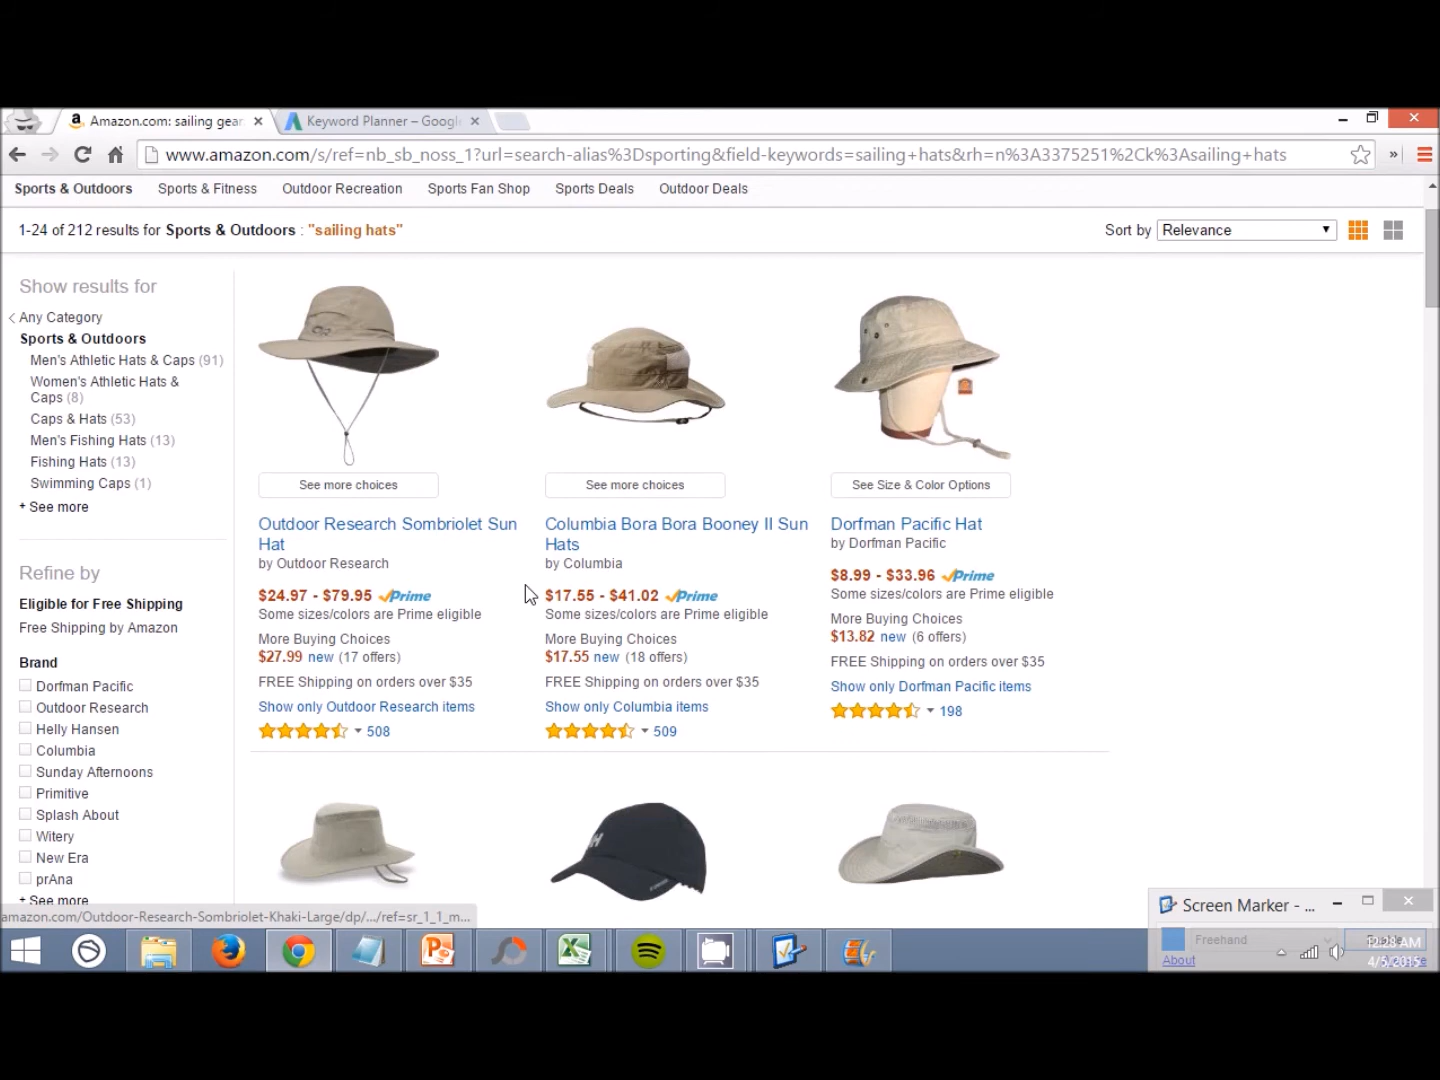 Amazon.com: sailing gear
Keyword Planner – Google
www.amazon.com/s/ref=nb_sb_noss_1?url=search-alias%3Dsporting&field-keywords=sailing+hats&rh=n%3A3375251%2Ck%3Asailing+hats
Sports & Outdoors Sports & Fitness Outdoor Recreation Sports Fan Shop Sports Deals Outdoor Deals
1-24 of 212 results for Sports & Outdoors : "sailing hats"
Sort by Relevance
Show results for
Any Category
Sports & Outdoors
Men's Athletic Hats & Caps (91)
Women's Athletic Hats &
Caps (8)
Caps & Hats (53)
Men's Fishing Hats (13)
Fishing Hats (13)
Swimming Caps (1)
+ See more
Refine by
Eligible for Free Shipping
Free Shipping by Amazon
Brand
Dorfman Pacific
Outdoor Research
Helly Hansen
Columbia
Sunday Afternoons
Primitive
Splash About
Witery
New Era
prAna
+ See more
See more choices
Outdoor Research Sombriolet Sun
Hat
by Outdoor Research
$24.97 - $79.95 Prime
Some sizes/colors are Prime eligible
More Buying Choices
$27.99 new (17 offers)
FREE Shipping on orders over $35
Show only Outdoor Research items
508
See more choices
Columbia Bora Bora Booney II Sun
Hats
by Columbia
$17.55 - $41.02 Prime
Some sizes/colors are Prime eligible
More Buying Choices
$17.55 new (18 offers)
FREE Shipping on orders over $35
Show only Columbia items
509
See Size & Color Options
Dorfman Pacific Hat
by Dorfman Pacific
$8.99 - $33.96 Prime
Some sizes/colors are Prime eligible
More Buying Choices
$13.82 new (6 offers)
FREE Shipping on orders over $35
Show only Dorfman Pacific items
198
amazon.com/Outdoor-Research-Sombriolet-Khaki-Large/dp/.../ref=sr_1_1_m...
Screen Marker - ...
Freehand
About
AM